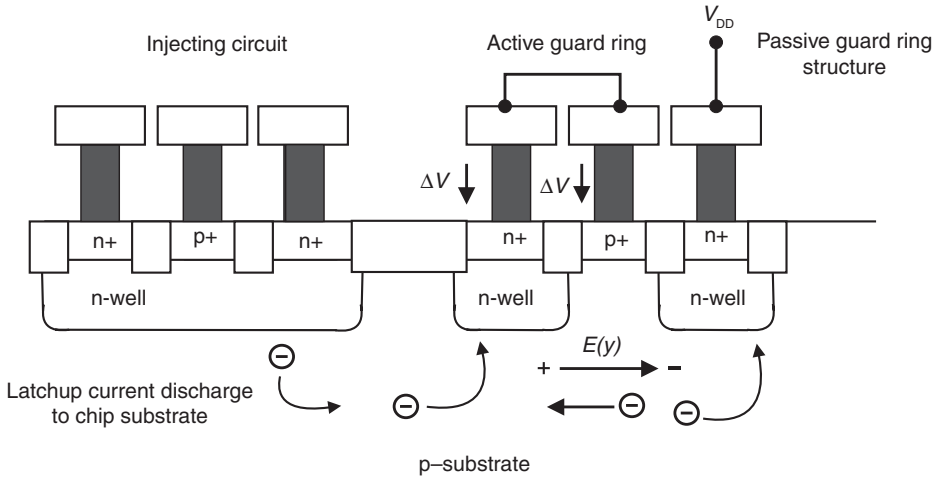 Injecting circuit
Active guard ring
V_DD
Passive guard ring
structure
ΔV
ΔV
n+
p+
n+
n+
p+
n+
n-well
n-well
n-well
+
E(y)
-
Latchup current discharge
to chip substrate
p–substrate